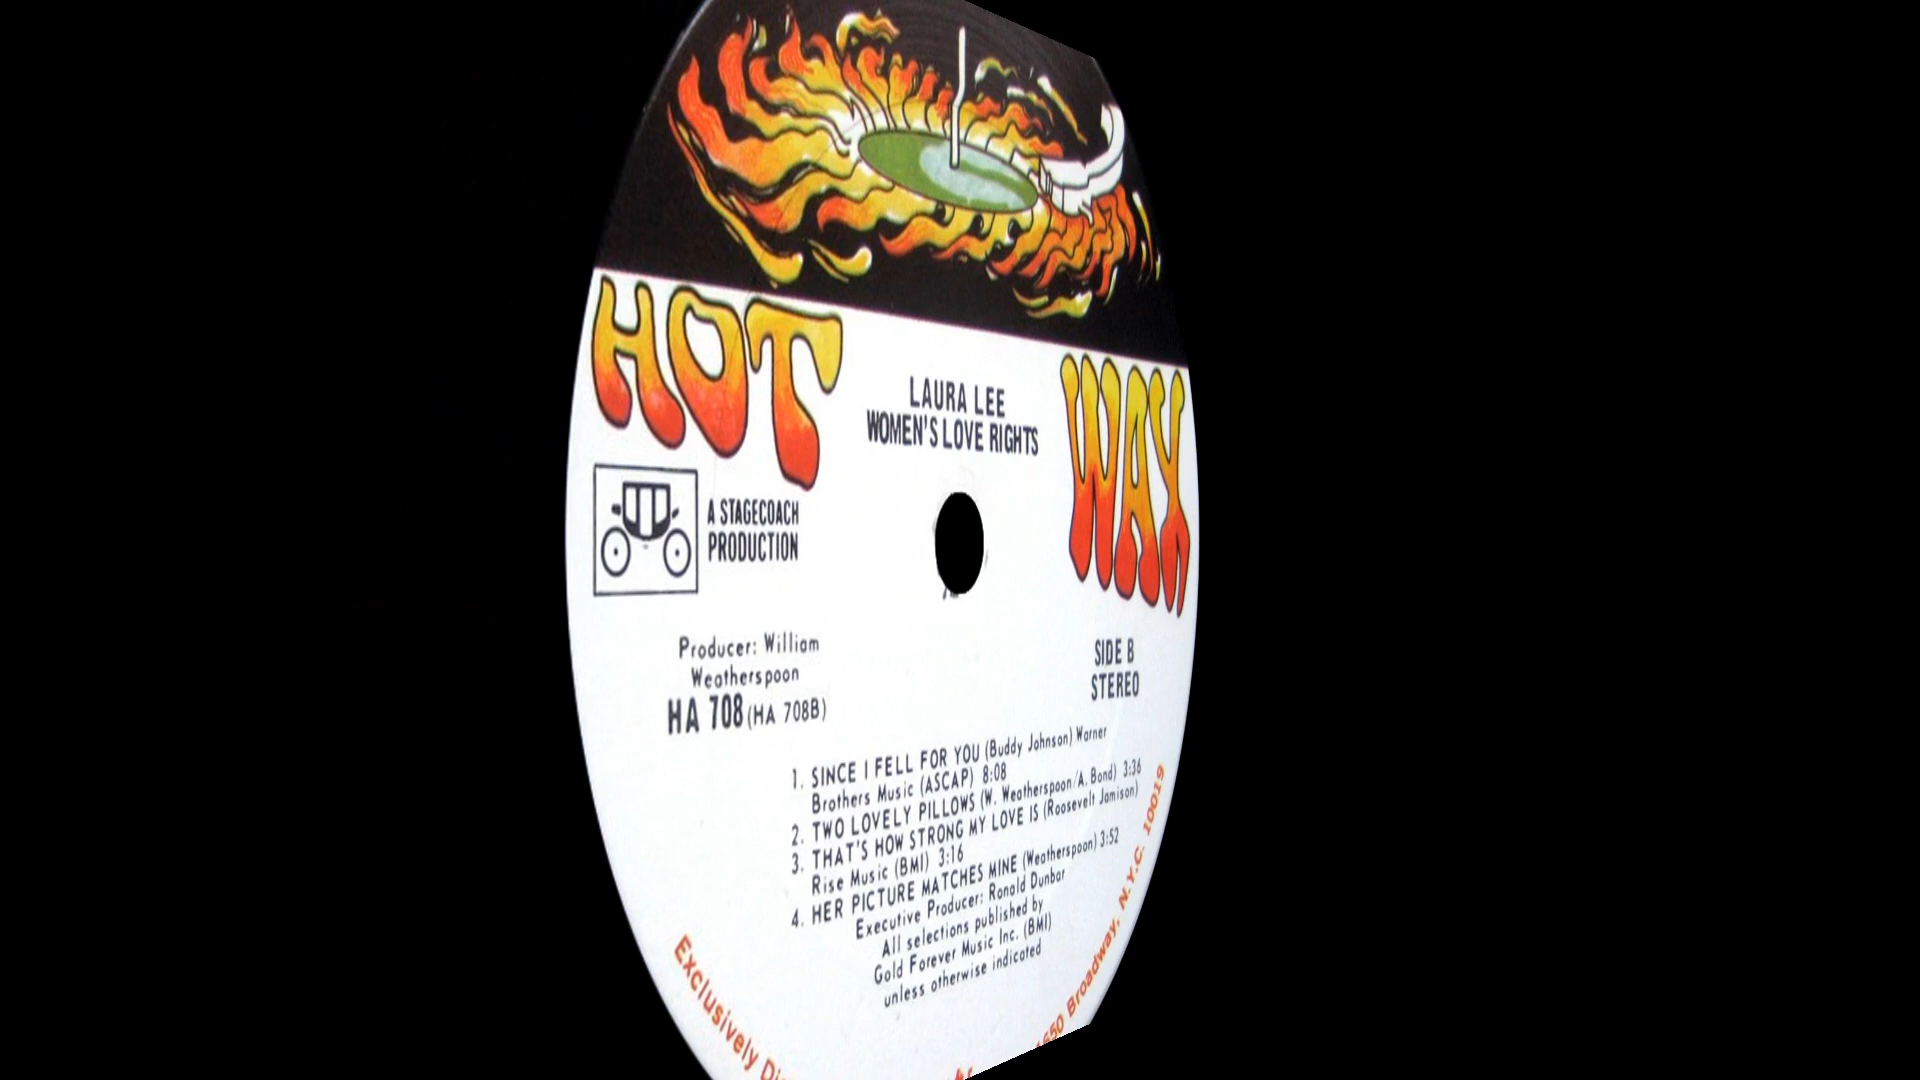 HOT WAX
LAURA LEE
WOMEN'S LOVE RIGHTS
A STAGECOACH
PRODUCTION
Producer: William
Weatherspoon
HA 708 (HA 708B)
SIDE B
STEREO
1. SINCE I FELL FOR YOU (Buddy Johnson) Warner
Brothers Music (ASCAP) 8:08
2. TWO LOVELY PILLOWS (W. Weatherspoon/A. Bond) 3:36
3. THAT'S HOW STRONG MY LOVE IS (Roosevelt Jamison)
Rise Music (BMI) 3:16
4. HER PICTURE MATCHES MINE (Weatherspoon) 3:52
Executive Producer: Ronald Dunbar
All selections published by
Gold Forever Music Inc. (BMI)
unless otherwise indicated
Exclusively
Broadway, N.Y.C. 10019